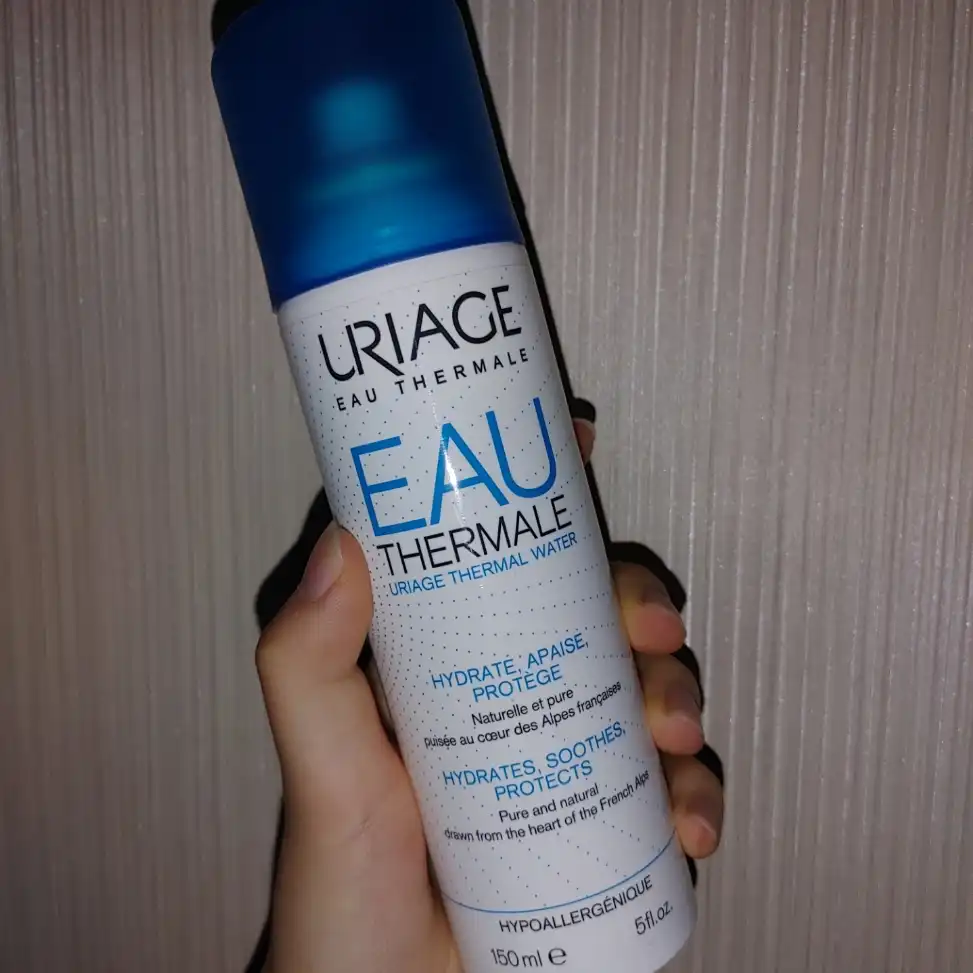 URIAGE
EAU THERMALE
EAU
THERMALE
URIAGE THERMAL WATER
HYDRATE, APAISE,
PROTÈGE
Naturelle et pure
puisée au cœur des Alpes françaises
HYDRATES, SOOTHES,
PROTECTS
Pure and natural
drawn from the heart of the French Alps
HYPOALLERGÉNIQUE
150 ml e
5fl.oz.